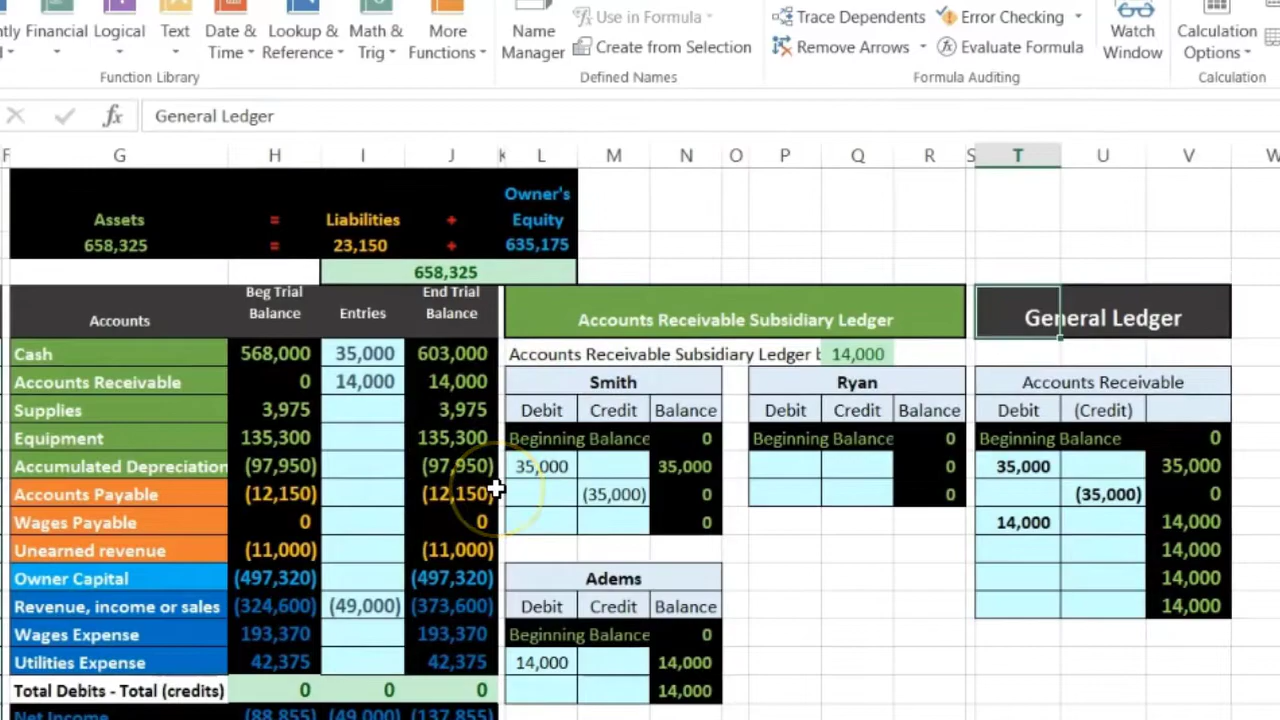 ntly Financial Logical Text Date & Time Lookup & Reference Math & Trig More Functions Name Manager Use in Formula Create from Selection Trace Dependents Remove Arrows Error Checking Evaluate Formula Watch Window Calculation Options
Function Library Defined Names Formula Auditing Calculation
fx General Ledger
F G H I J K L M N O P Q R S T U V W
Assets = Liabilities + Owner's Equity
658,325 = 23,150 + 635,175
658,325
Accounts Beg Trial Balance Entries End Trial Balance Accounts Receivable Subsidiary Ledger General Ledger
Cash 568,000 35,000 603,000 Accounts Receivable Subsidiary Ledger b 14,000
Accounts Receivable 0 14,000 14,000 Smith Ryan Accounts Receivable
Supplies 3,975 3,975 Debit Credit Balance Debit Credit Balance Debit (Credit)
Equipment 135,300 135,300 Beginning Balance 0 Beginning Balance 0 Beginning Balance 0
Accumulated Depreciation (97,950) (97,950) 35,000 35,000 0 35,000 35,000
Accounts Payable (12,150) (12,150) (35,000) 0 0 (35,000) 0
Wages Payable 0 0 0 14,000 14,000
Unearned revenue (11,000) (11,000) 14,000
Owner Capital (497,320) (497,320) Adems 14,000
Revenue, income or sales (324,600) (49,000) (373,600) Debit Credit Balance 14,000
Wages Expense 193,370 193,370 Beginning Balance 0
Utilities Expense 42,375 42,375 14,000 14,000
Total Debits - Total (credits) 0 0 0 14,000
Net Income (88,855) (49,000) (137,855)